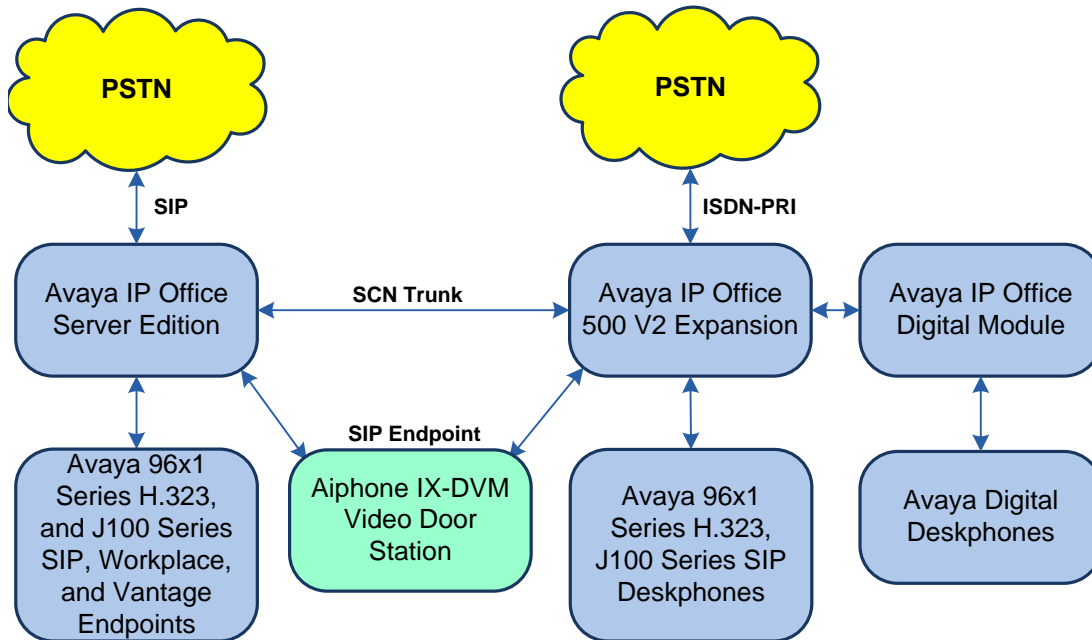 PSTN
PSTN
SIP
ISDN-PRI
Avaya IP Office
Server Edition
SCN Trunk
Avaya IP Office
500 V2 Expansion
Avaya IP Office
Digital Module
SIP Endpoint
Avaya 96x1
Series H.323,
and J100 Series
SIP, Workplace,
and Vantage
Endpoints
Aiphone IX-DVM
Video Door
Station
Avaya 96x1
Series H.323,
J100 Series SIP
Deskphones
Avaya Digital
Deskphones